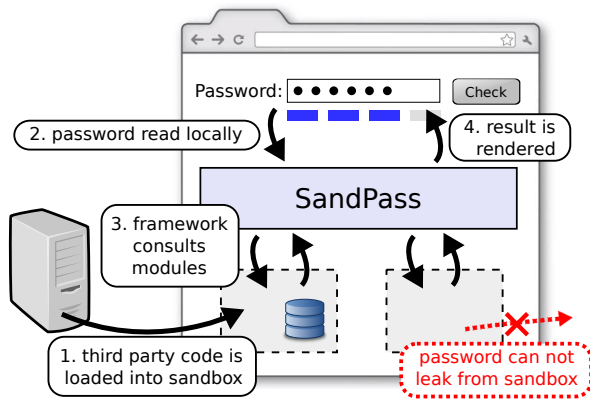 Password:
Check
2. password read locally
4. result is
rendered
SandPass
3. framework
consults
modules
1. third party code is
loaded into sandbox
password can not
leak from sandbox